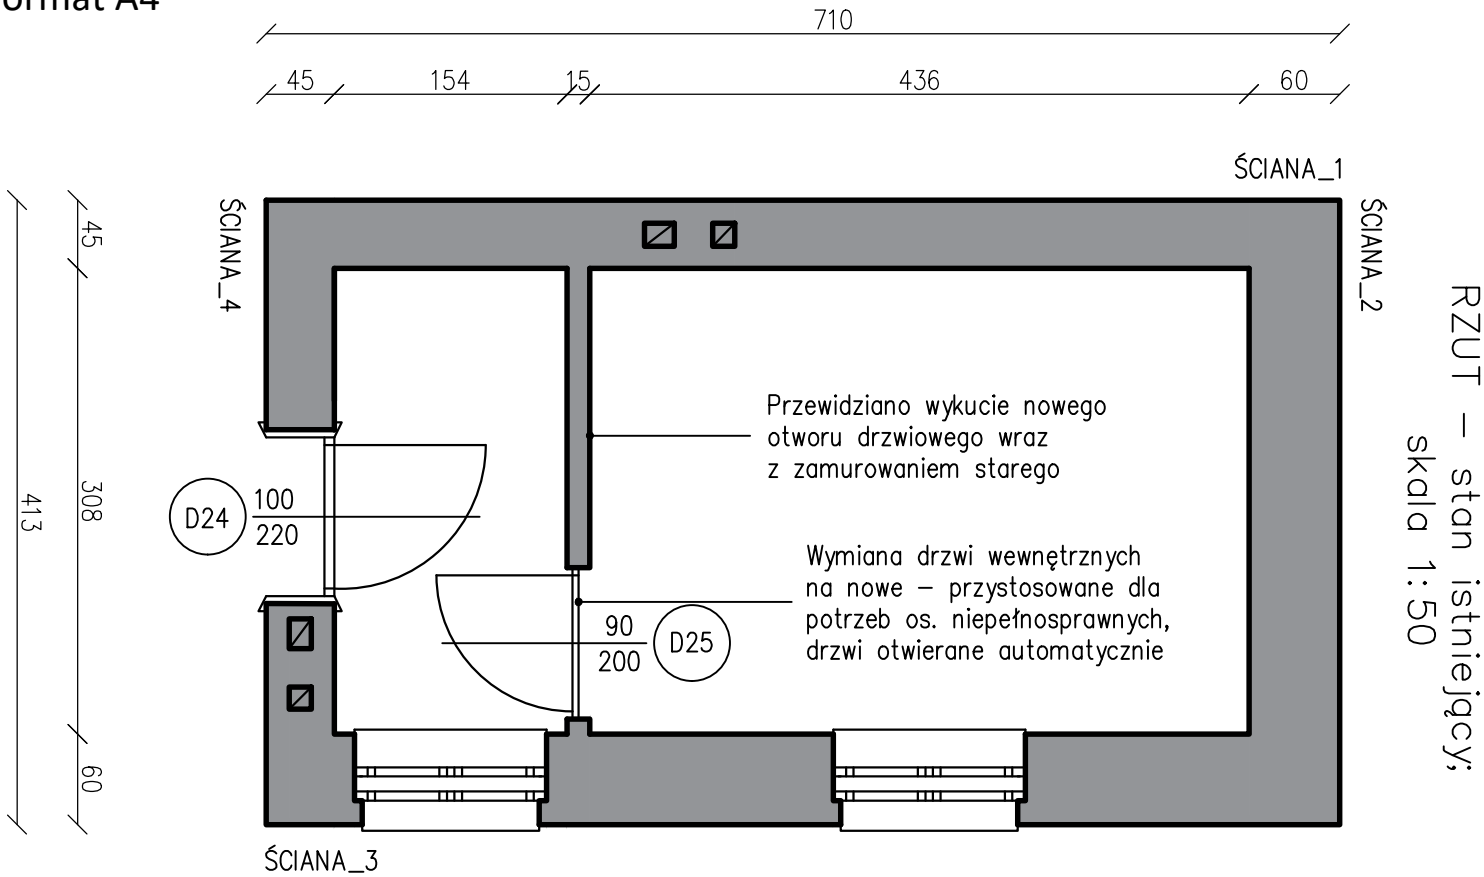 ormat A4
710
45 154 15 436 60
ŚCIANA_1
ŚCIANA_4
ŚCIANA_2
45
308
60
413
Przewidziano wykucie nowego
otworu drzwiowego wraz
z zamurowaniem starego
D24
100
220
Wymiana drzwi wewnętrznych
na nowe – przystosowane dla
potrzeb os. niepełnosprawnych,
drzwi otwierane automatycznie
90
200
D25
ŚCIANA_3
RZUT – stan istniejący;
skala 1:50